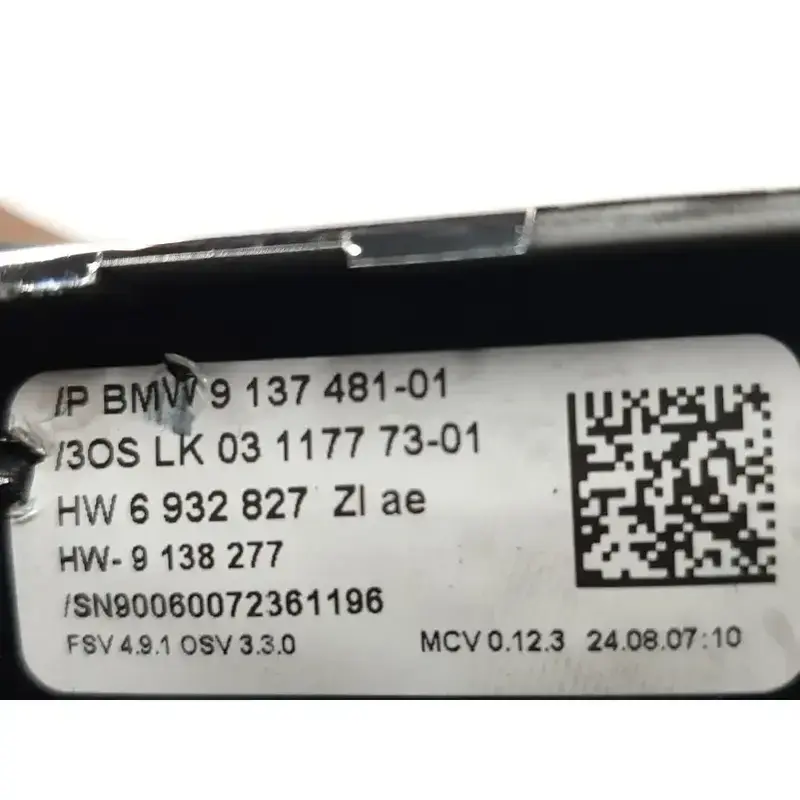 /P BMW 9 137 481-01
/3OS LK 03 1177 73-01
HW 6 932 827 ZI ae
HW- 9 138 277
/SN90060072361196
FSV 4.9.1 OSV 3.3.0 MCV 0.12.3 24.08.07:10